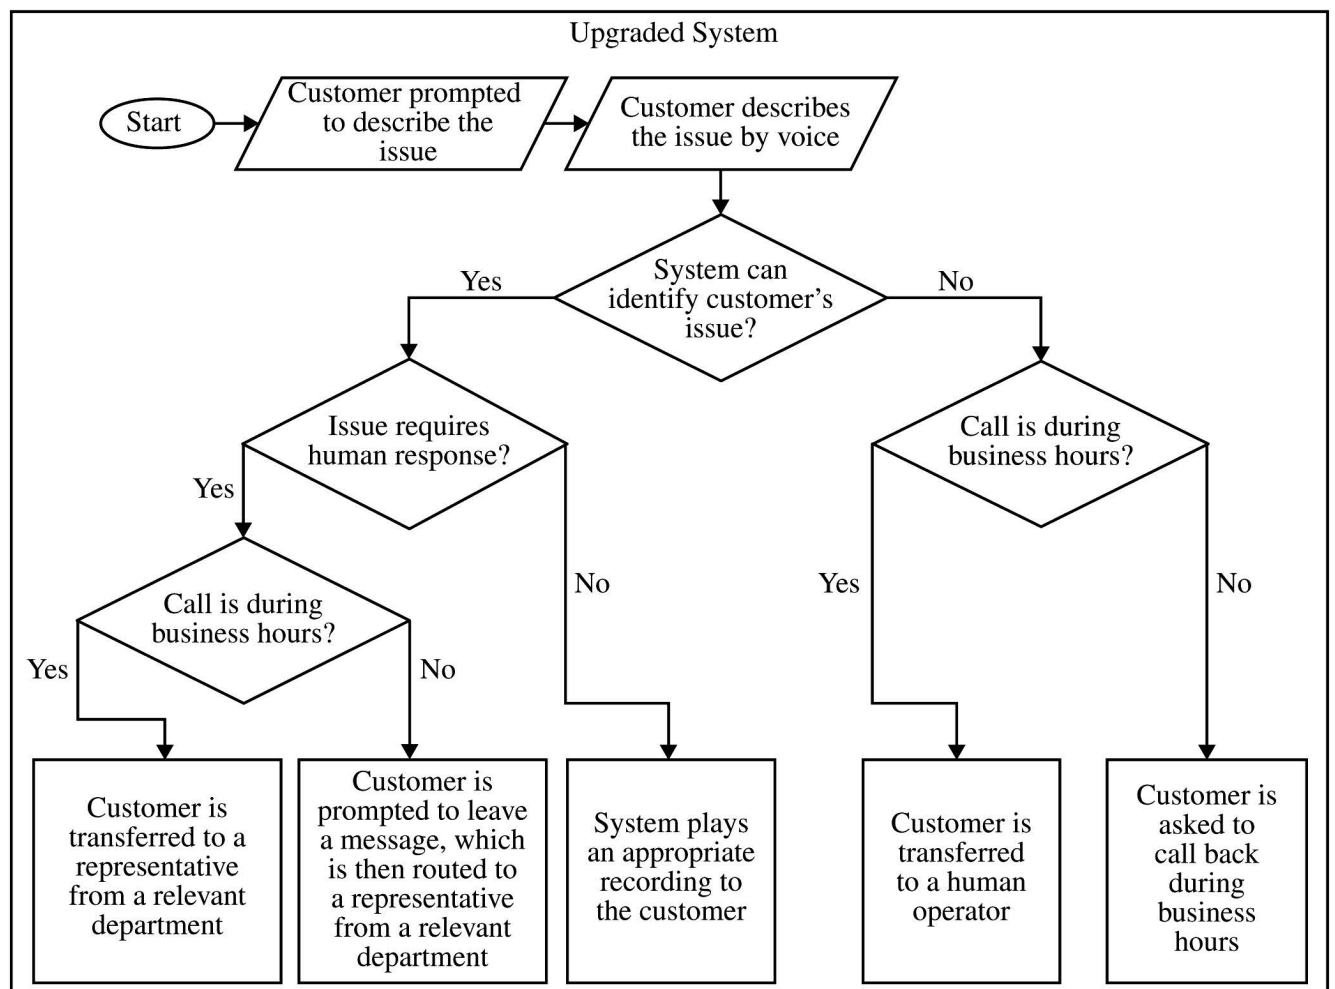 Upgraded System
Start
Customer prompted
to describe the
issue
Customer describes
the issue by voice
System can
identify customer's
issue?
Yes
No
Issue requires
human response?
Call is during
business hours?
Yes
No
Yes
No
Call is during
business hours?
Yes
No
Customer is
transferred to a
representative
from a relevant
department
Customer is
prompted to leave
a message, which
is then routed to
a representative
from a relevant
department
System plays
an appropriate
recording to
the customer
Customer is
transferred
to a human
operator
Customer is
asked to
call back
during
business
hours